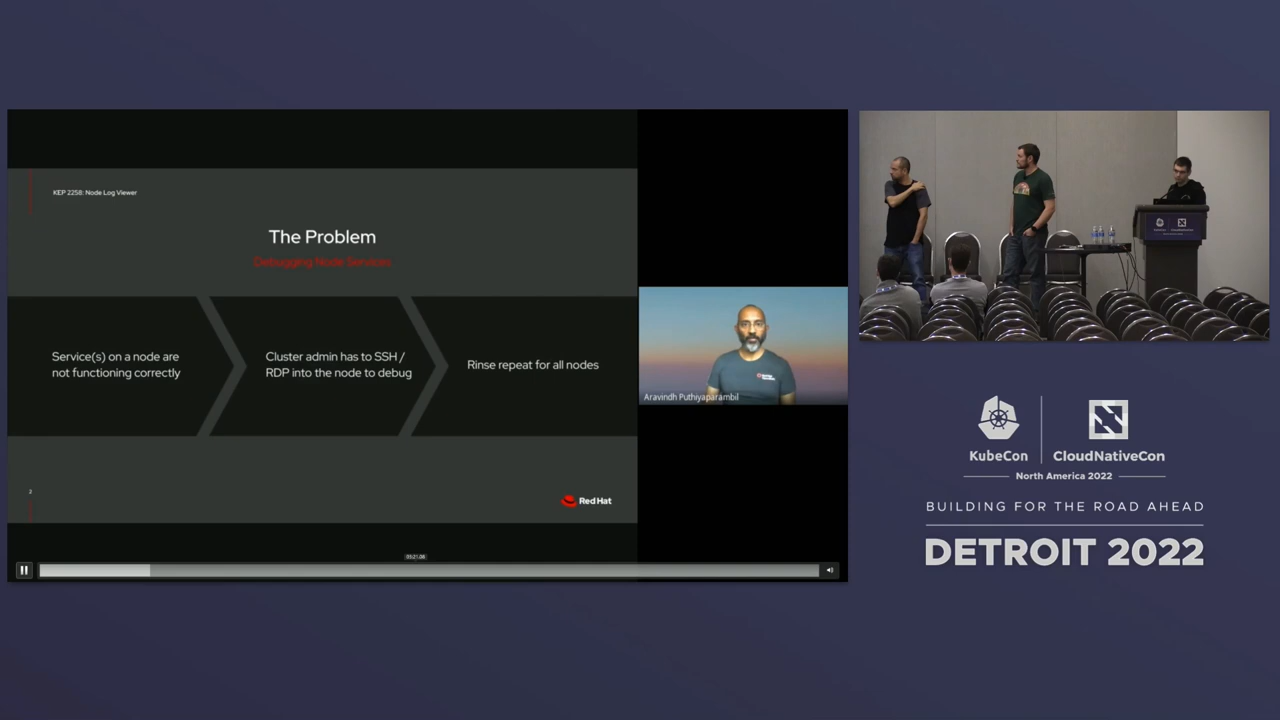 KEP 2258: Node Log Viewer
The Problem
Debugging Node Services
Service(s) on a node are
not functioning correctly
Cluster admin has to SSH /
RDP into the node to debug
Rinse repeat for all nodes
2
Red Hat
Aravindh Puthiyaparambil
KubeCon
CloudNativeCon
North America 2022
BUILDING FOR THE ROAD AHEAD
DETROIT 2022